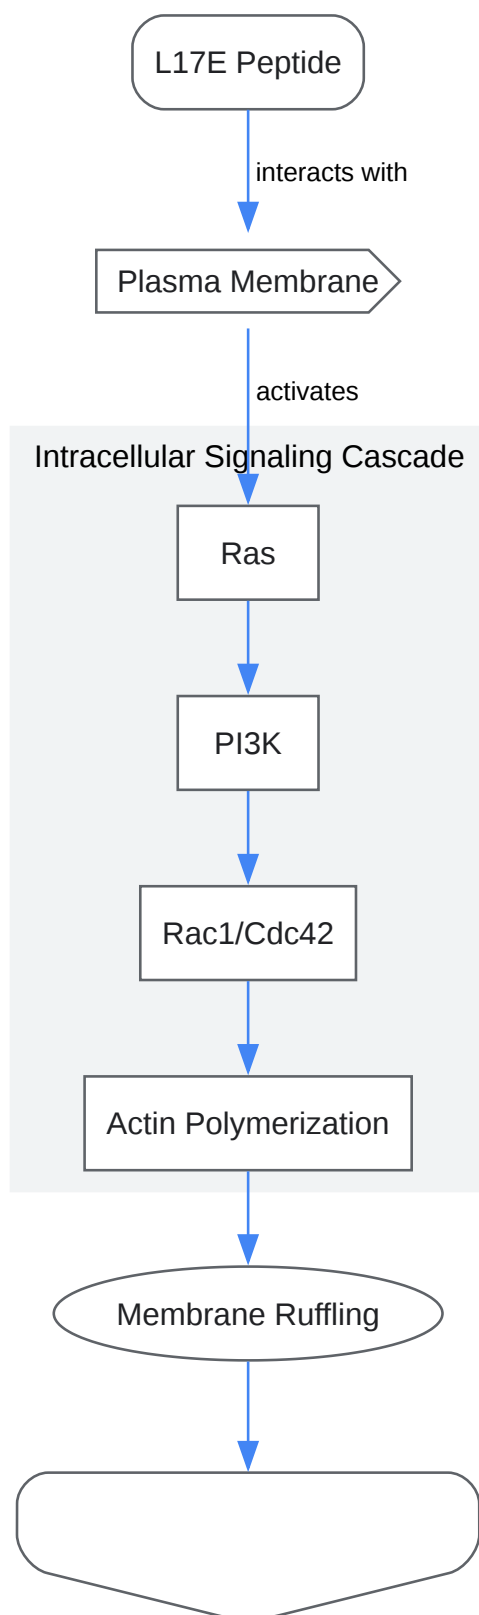 L17E Peptide
interacts with
Plasma Membrane
activates
Intracellular Signaling Cascade
Ras
PI3K
Rac1/Cdc42
Actin Polymerization
Membrane Ruffling